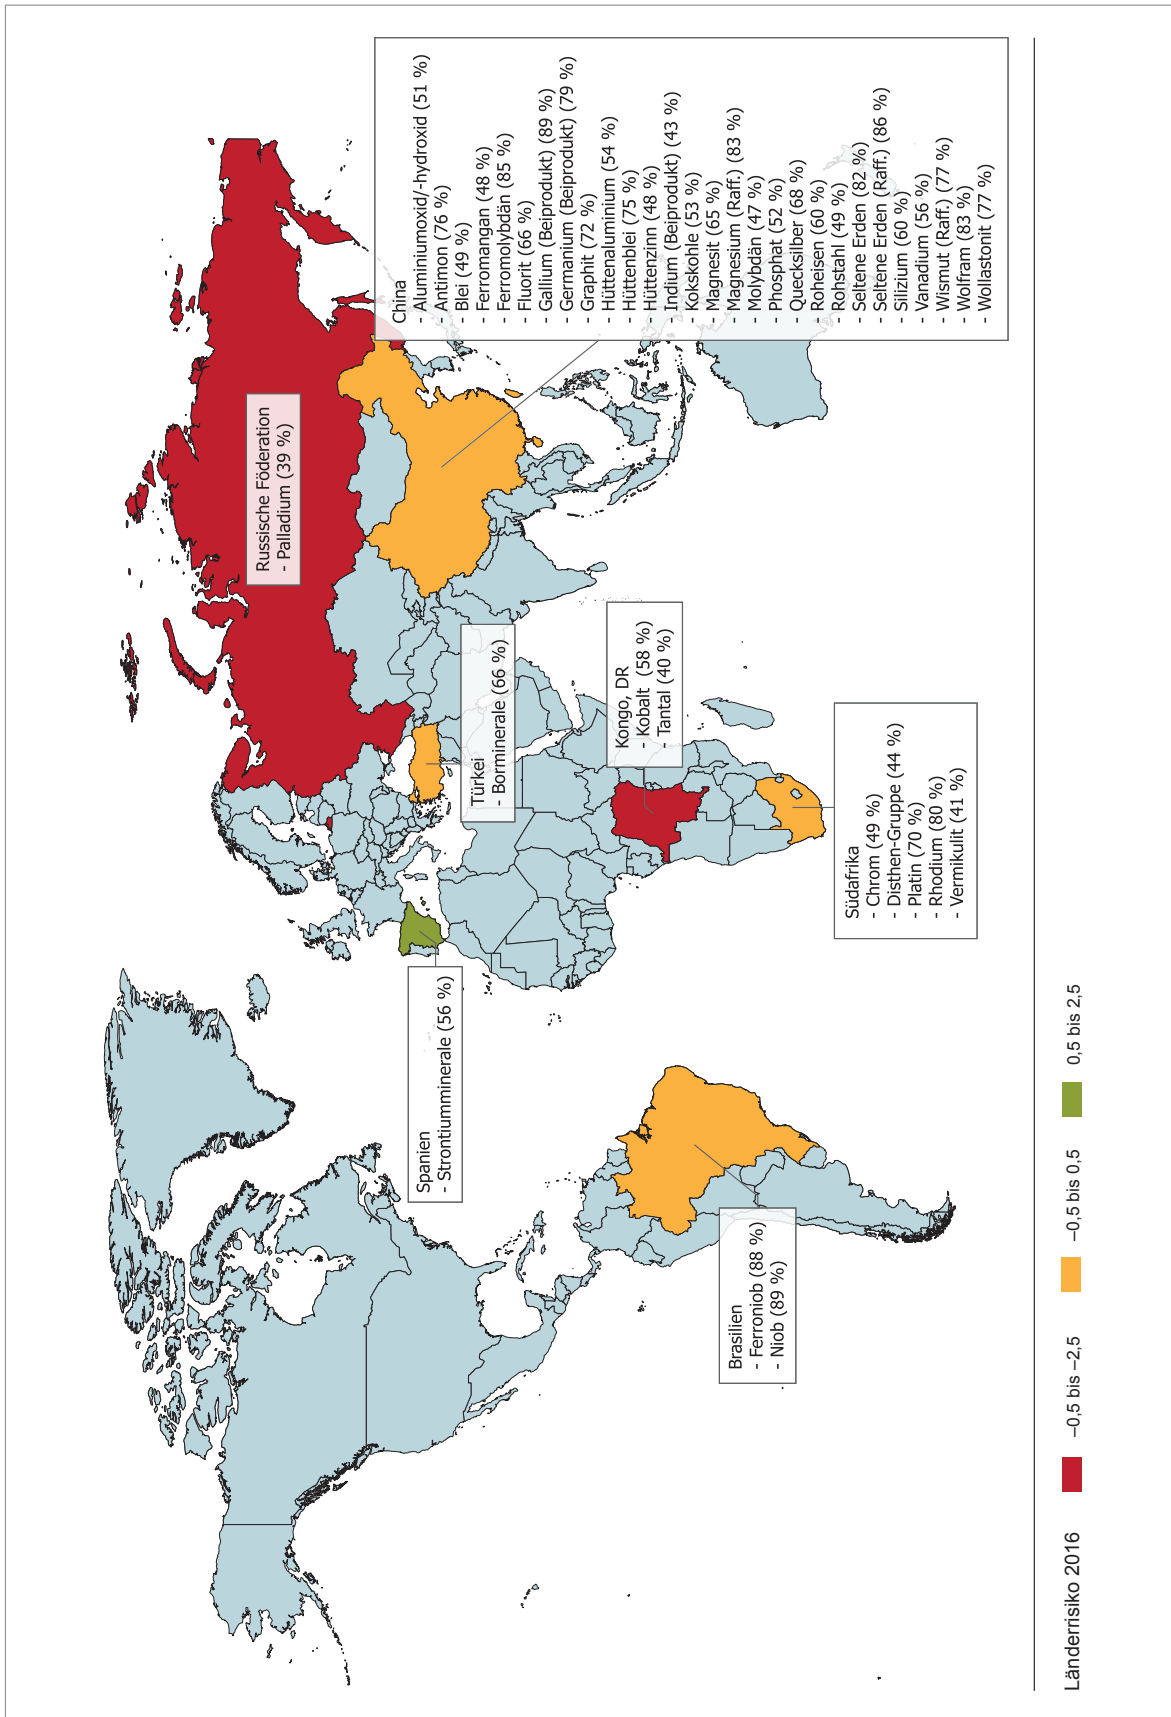 Russische Föderation
- Palladium (39 %)
China
- Aluminiumoxid/-hydroxid (51 %)
- Antimon (76 %)
- Blei (49 %)
- Ferromangan (48 %)
- Ferromolybdän (85 %)
- Fluorit (66 %)
- Gallium (Beiprodukt) (89 %)
- Germanium (Beiprodukt) (79 %)
- Graphit (72 %)
- Hüttenaluminium (54 %)
- Hüttenblei (75 %)
- Hüttenzinn (48 %)
- Indium (Beiprodukt) (43 %)
- Kokskohle (53 %)
- Magnesit (65 %)
- Magnesium (Raff.) (83 %)
- Molybdän (47 %)
- Phosphat (52 %)
- Quecksilber (68 %)
- Roheisen (60 %)
- Rohstahl (49 %)
- Seltene Erden (82 %)
- Seltene Erden (Raff.) (86 %)
- Silizium (60 %)
- Vanadium (56 %)
- Wismut (Raff.) (77 %)
- Wolfram (83 %)
- Wollastonit (77 %)
Spanien
- Strontiumminerale (56 %)
Türkei
- Borminerale (66 %)
Kongo, DR
- Kobalt (58 %)
- Tantal (40 %)
Brasilien
- Ferroniob (88 %)
- Niob (89 %)
Südafrika
- Chrom (49 %)
- Disthen-Gruppe (44 %)
- Platin (70 %)
- Rhodium (80 %)
- Vermikulit (41 %)
Länderrisiko 2016
−0,5 bis −2,5
−0,5 bis 0,5
0,5 bis 2,5